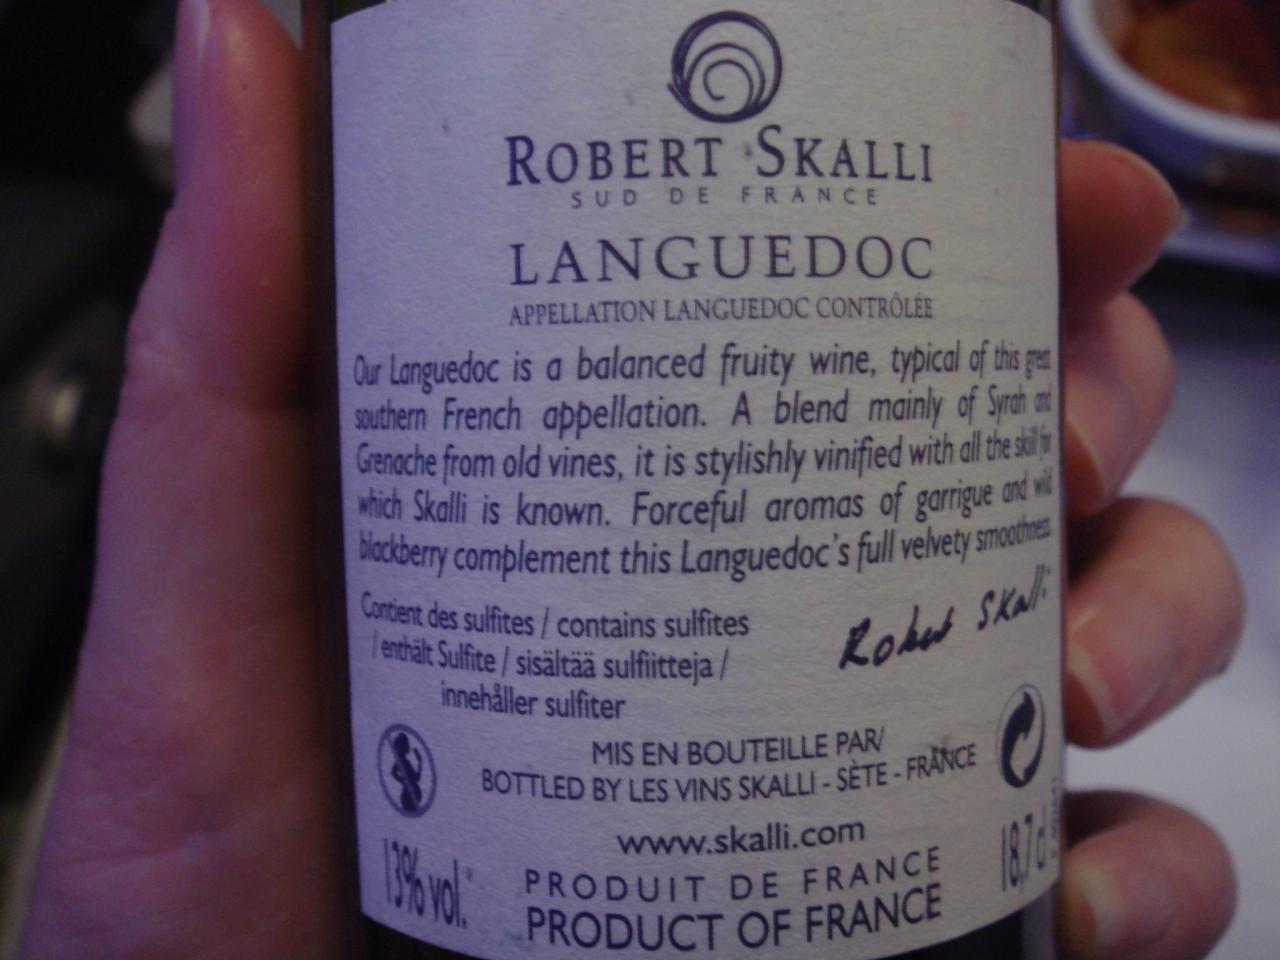 ROBERT SKALLI
SUD DE FRANCE
LANGUEDOC
APPELLATION LANGUEDOC CONTRÔLÉE
Our Languedoc is a balanced fruity wine, typical of this great
southern French appellation. A blend mainly of Syrah and
Grenache from old vines, it is stylishly vinified with all the skill for
which Skalli is known. Forceful aromas of garrigue and wild
blackberry complement this Languedoc's full velvety smoothness.
Contient des sulfites / contains sulfites
/ enthält Sulfite / sisältää sulfiitteja /
innehåller sulfiter
Robert Skalli
MIS EN BOUTEILLE PAR/
BOTTLED BY LES VINS SKALLI - SÈTE - FRANCE
www.skalli.com
13% vol.
PRODUIT DE FRANCE
PRODUCT OF FRANCE
18,7 cl